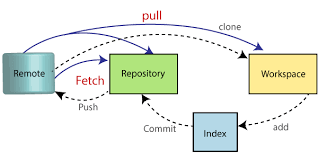 pull
clone
Remote
Repository
Workspace
Fetch
Push
Commit
Index
add